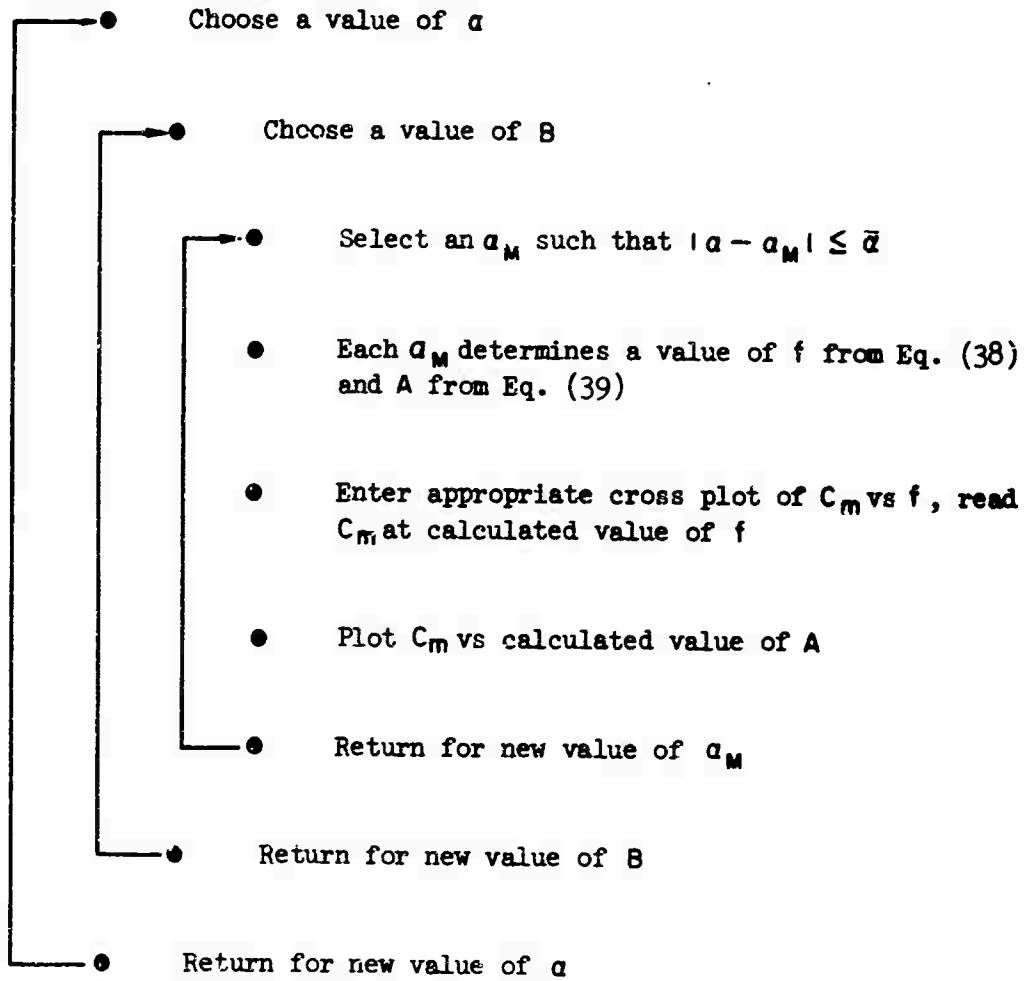 Choose a value of α
Choose a value of B
Select an α_M such that |α − α_M| ≤ ᾱ
Each α_M determines a value of f from Eq. (38)
and A from Eq. (39)
Enter appropriate cross plot of C_m vs f, read
C_m at calculated value of f
Plot C_m vs calculated value of A
Return for new value of α_M
Return for new value of B
Return for new value of α